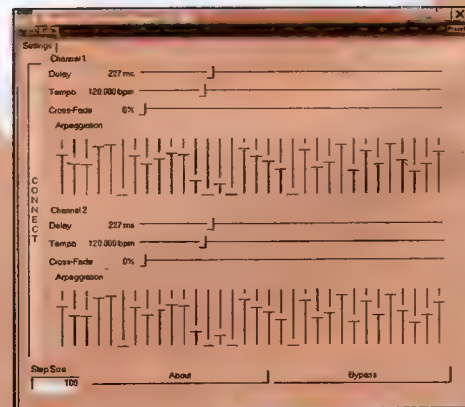 Settings
Channel 1
Delay 227 ms
Tempo 120.000 bpm
Cross-Fade 0%
Arpeggiation
CONNECT
Channel 2
Delay 227 ms
Tempo 120.000 bpm
Cross-Fade 0%
Arpeggiation
Step Size
100
About
Bypass